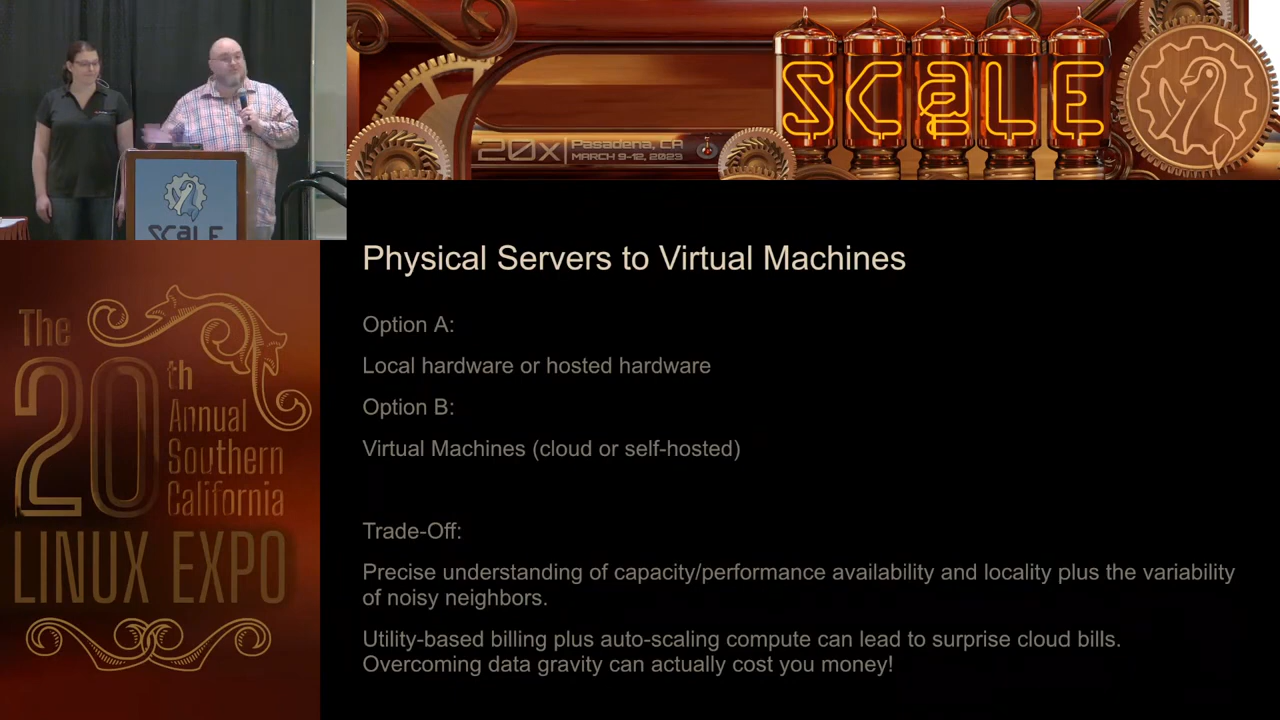 SCaLE
20x
Pasadena, CA
MARCH 9-12, 2023
SCaLE
The
20th
Annual
Southern
California
LINUX EXPO
Physical Servers to Virtual Machines
Option A:
Local hardware or hosted hardware
Option B:
Virtual Machines (cloud or self-hosted)
Trade-Off:
Precise understanding of capacity/performance availability and locality plus the variability
of noisy neighbors.
Utility-based billing plus auto-scaling compute can lead to surprise cloud bills.
Overcoming data gravity can actually cost you money!